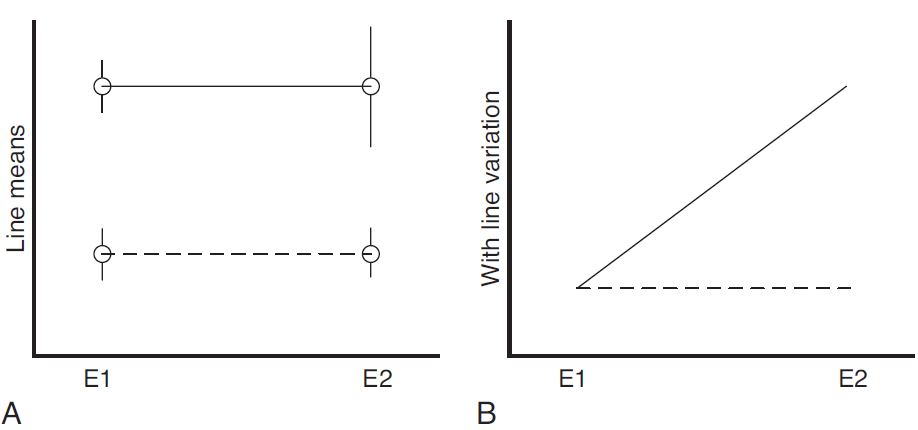 Line means
E1
E2
A
With line variation
E1
E2
B